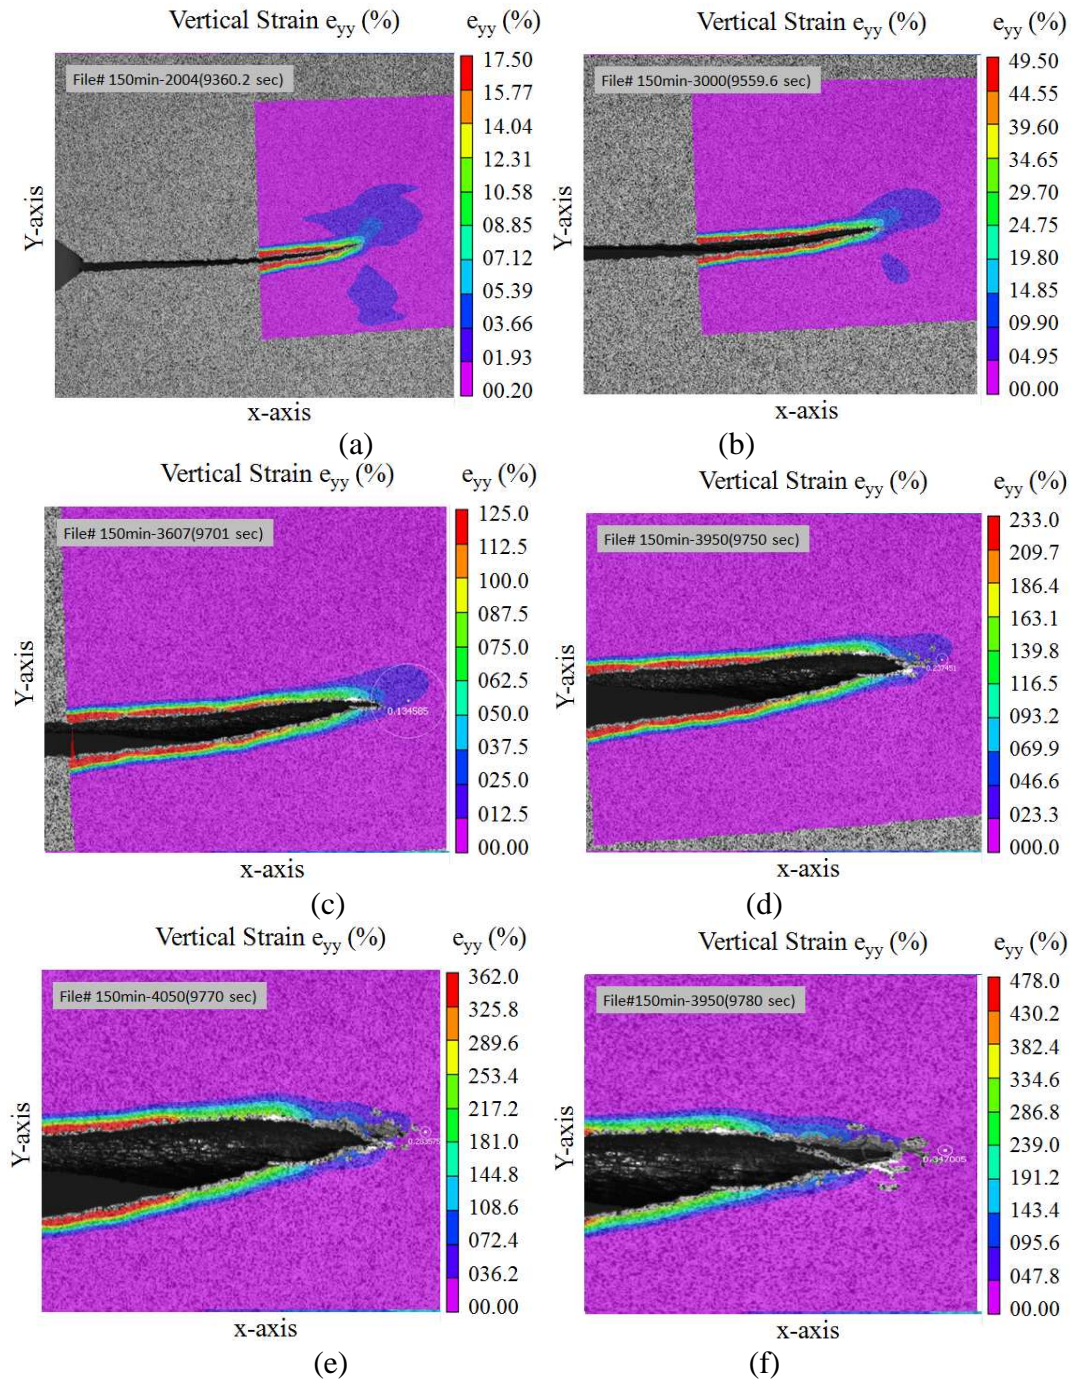 Vertical Strain eyy (%)
eyy (%)
File# 150min-2004(9360.2 sec)
17.50
15.77
14.04
12.31
10.58
08.85
07.12
05.39
03.66
01.93
00.20
Y-axis
x-axis
(a)
Vertical Strain eyy (%)
eyy (%)
File# 150min-3000(9559.6 sec)
49.50
44.55
39.60
34.65
29.70
24.75
19.80
14.85
09.90
04.95
00.00
Y-axis
x-axis
(b)
Vertical Strain eyy (%)
eyy (%)
File# 150min-3607(9701 sec)
125.0
112.5
100.0
087.5
075.0
062.5
050.0
037.5
025.0
012.5
00.00
0.134585
Y-axis
x-axis
(c)
Vertical Strain eyy (%)
eyy (%)
File# 150min-3950(9750 sec)
233.0
209.7
186.4
163.1
139.8
116.5
093.2
069.9
046.6
023.3
000.0
0.237451
Y-axis
x-axis
(d)
Vertical Strain eyy (%)
eyy (%)
File# 150min-4050(9770 sec)
362.0
325.8
289.6
253.4
217.2
181.0
144.8
108.6
072.4
036.2
00.00
Y-axis
x-axis
(e)
Vertical Strain eyy (%)
eyy (%)
File#150min-3950(9780 sec)
478.0
430.2
382.4
334.6
286.8
239.0
191.2
143.4
095.6
047.8
00.00
0.347005
Y-axis
x-axis
(f)